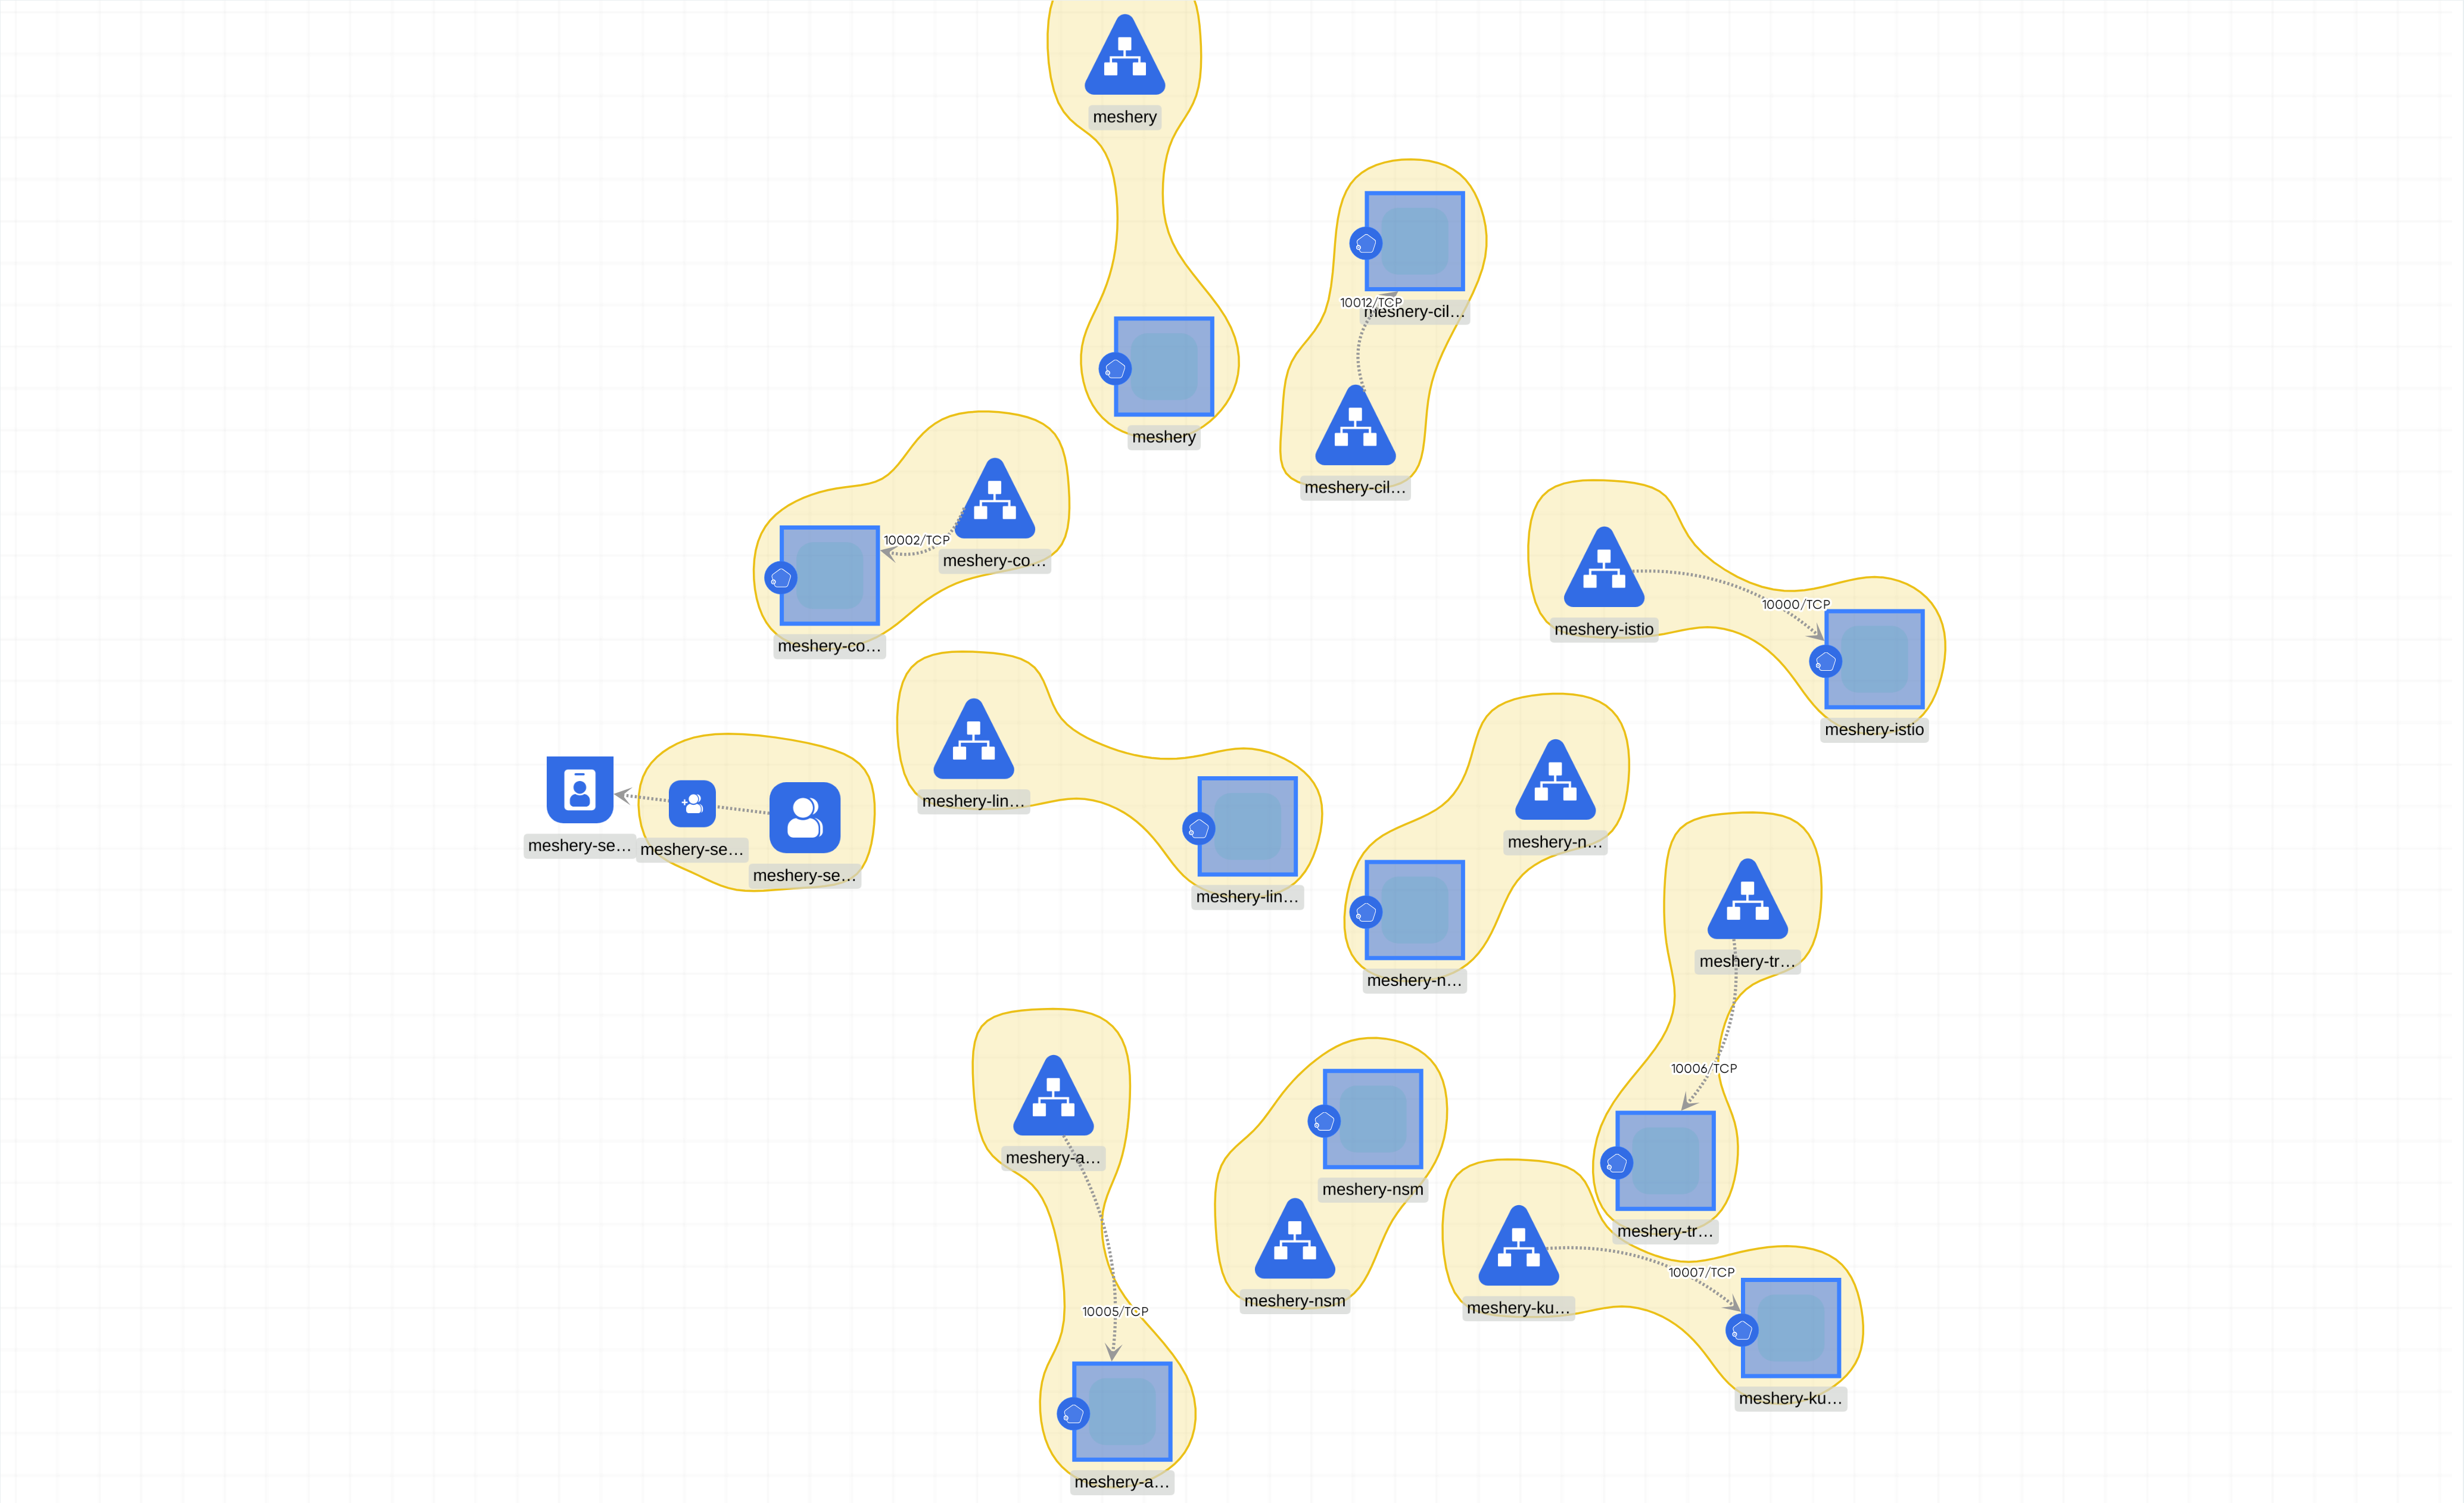 meshery
10012/TCP
meshery-cil…
meshery
meshery-cil…
10002/TCP
meshery-co…
meshery-co…
10000/TCP
meshery-istio
meshery-istio
meshery-lin…
meshery-lin…
meshery-se…
meshery-se…
meshery-se…
meshery-n…
meshery-n…
meshery-tr…
10006/TCP
meshery-tr…
meshery-a…
10005/TCP
meshery-a…
meshery-nsm
meshery-nsm
10007/TCP
meshery-ku…
meshery-ku…